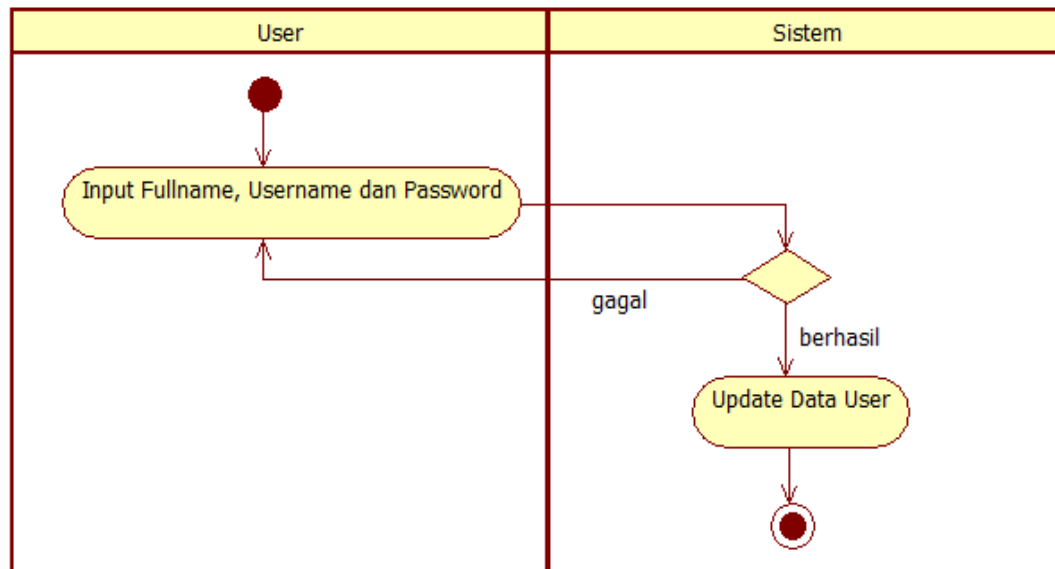 User
Sistem
Input Fullname, Username dan Password
gagal
berhasil
Update Data User